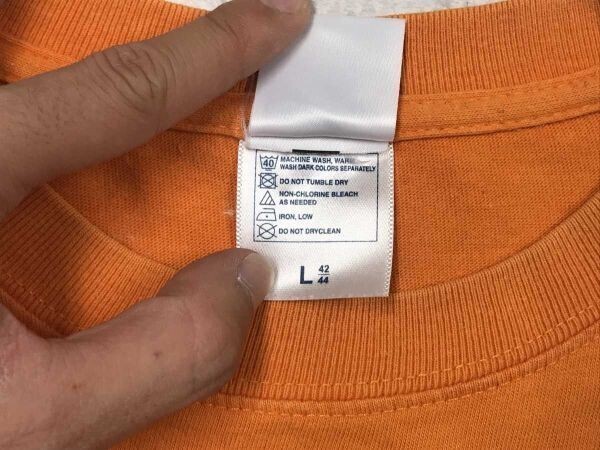 40 MACHINE WASH, WARM
WASH DARK COLORS SEPARATELY
DO NOT TUMBLE DRY
NON-CHLORINE BLEACH
AS NEEDED
IRON, LOW
DO NOT DRYCLEAN
L 42
44